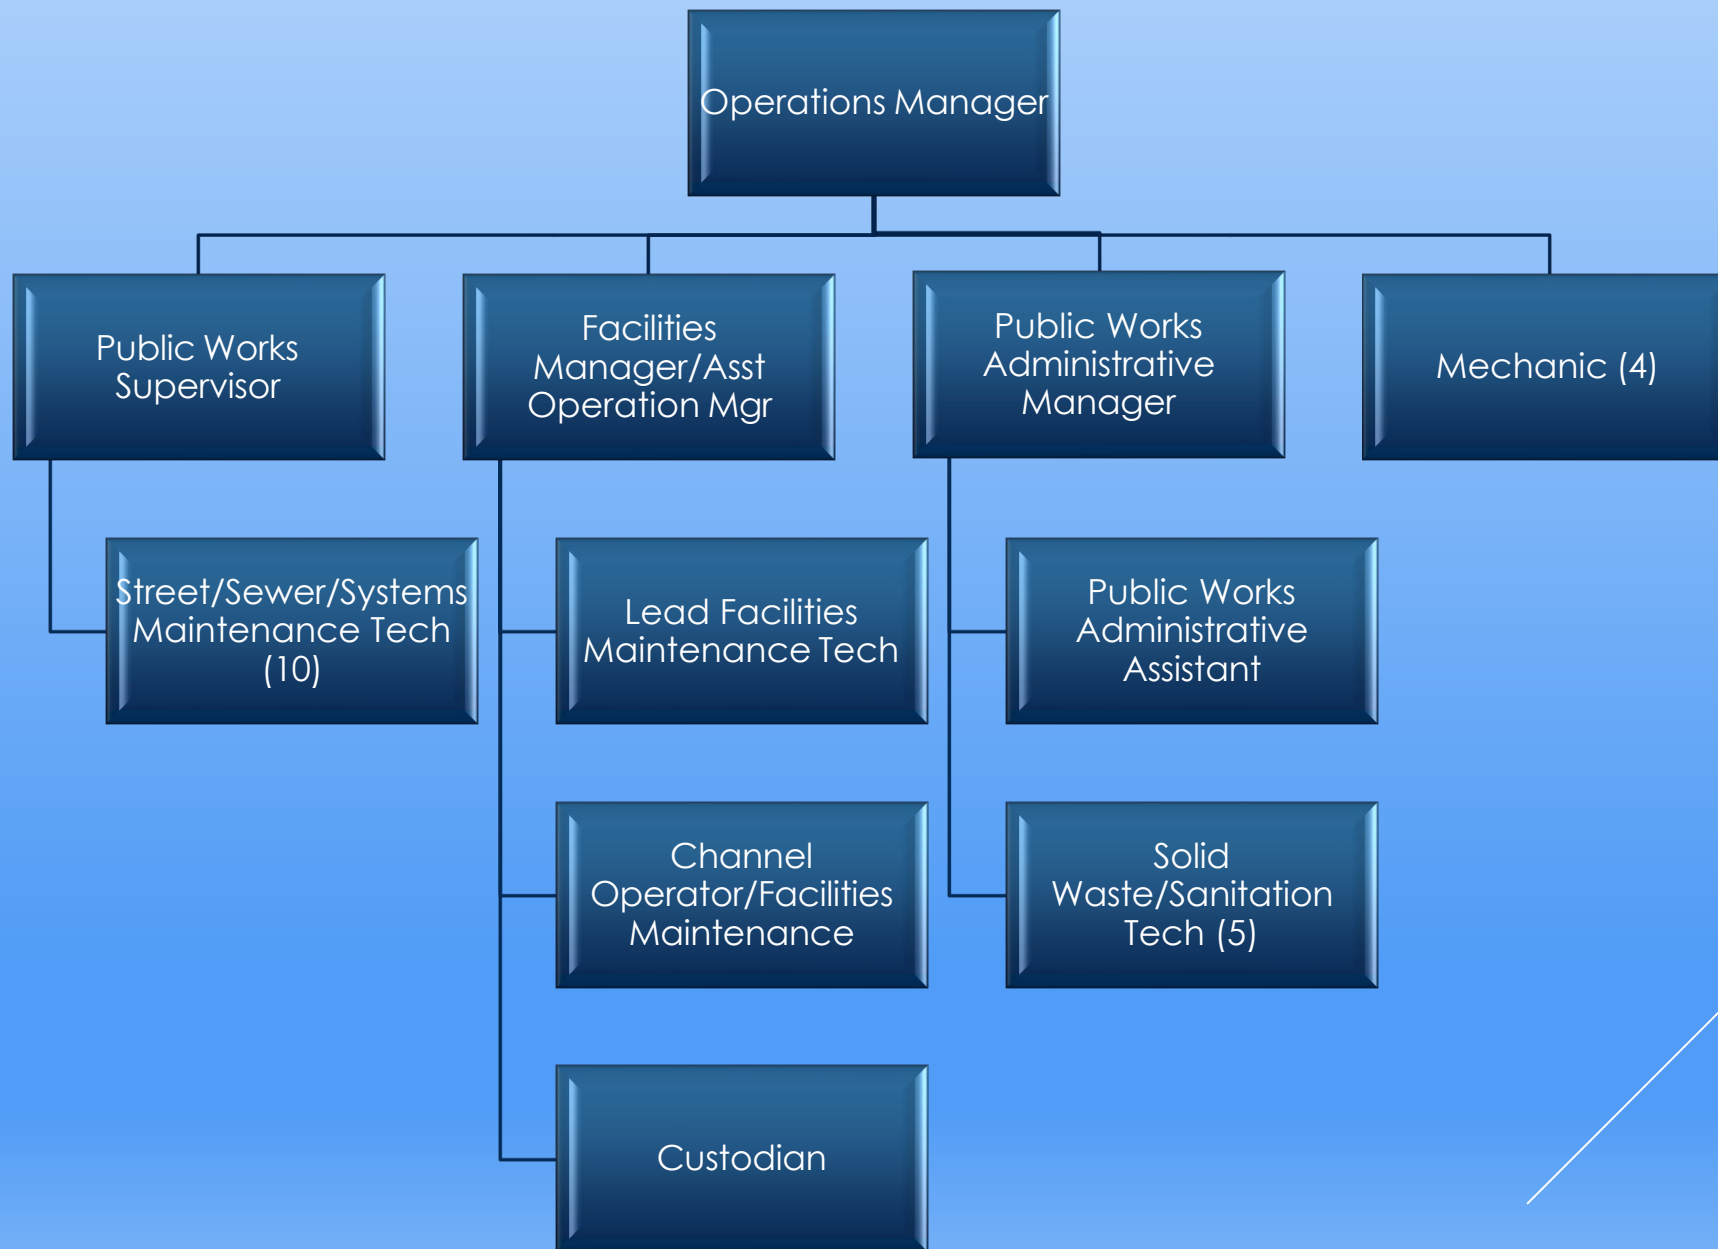 Operations Manager
Public Works
Supervisor
Facilities
Manager/Asst
Operation Mgr
Public Works
Administrative
Manager
Mechanic (4)
Street/Sewer/Systems
Maintenance Tech
(10)
Lead Facilities
Maintenance Tech
Public Works
Administrative
Assistant
Channel
Operator/Facilities
Maintenance
Solid
Waste/Sanitation
Tech (5)
Custodian